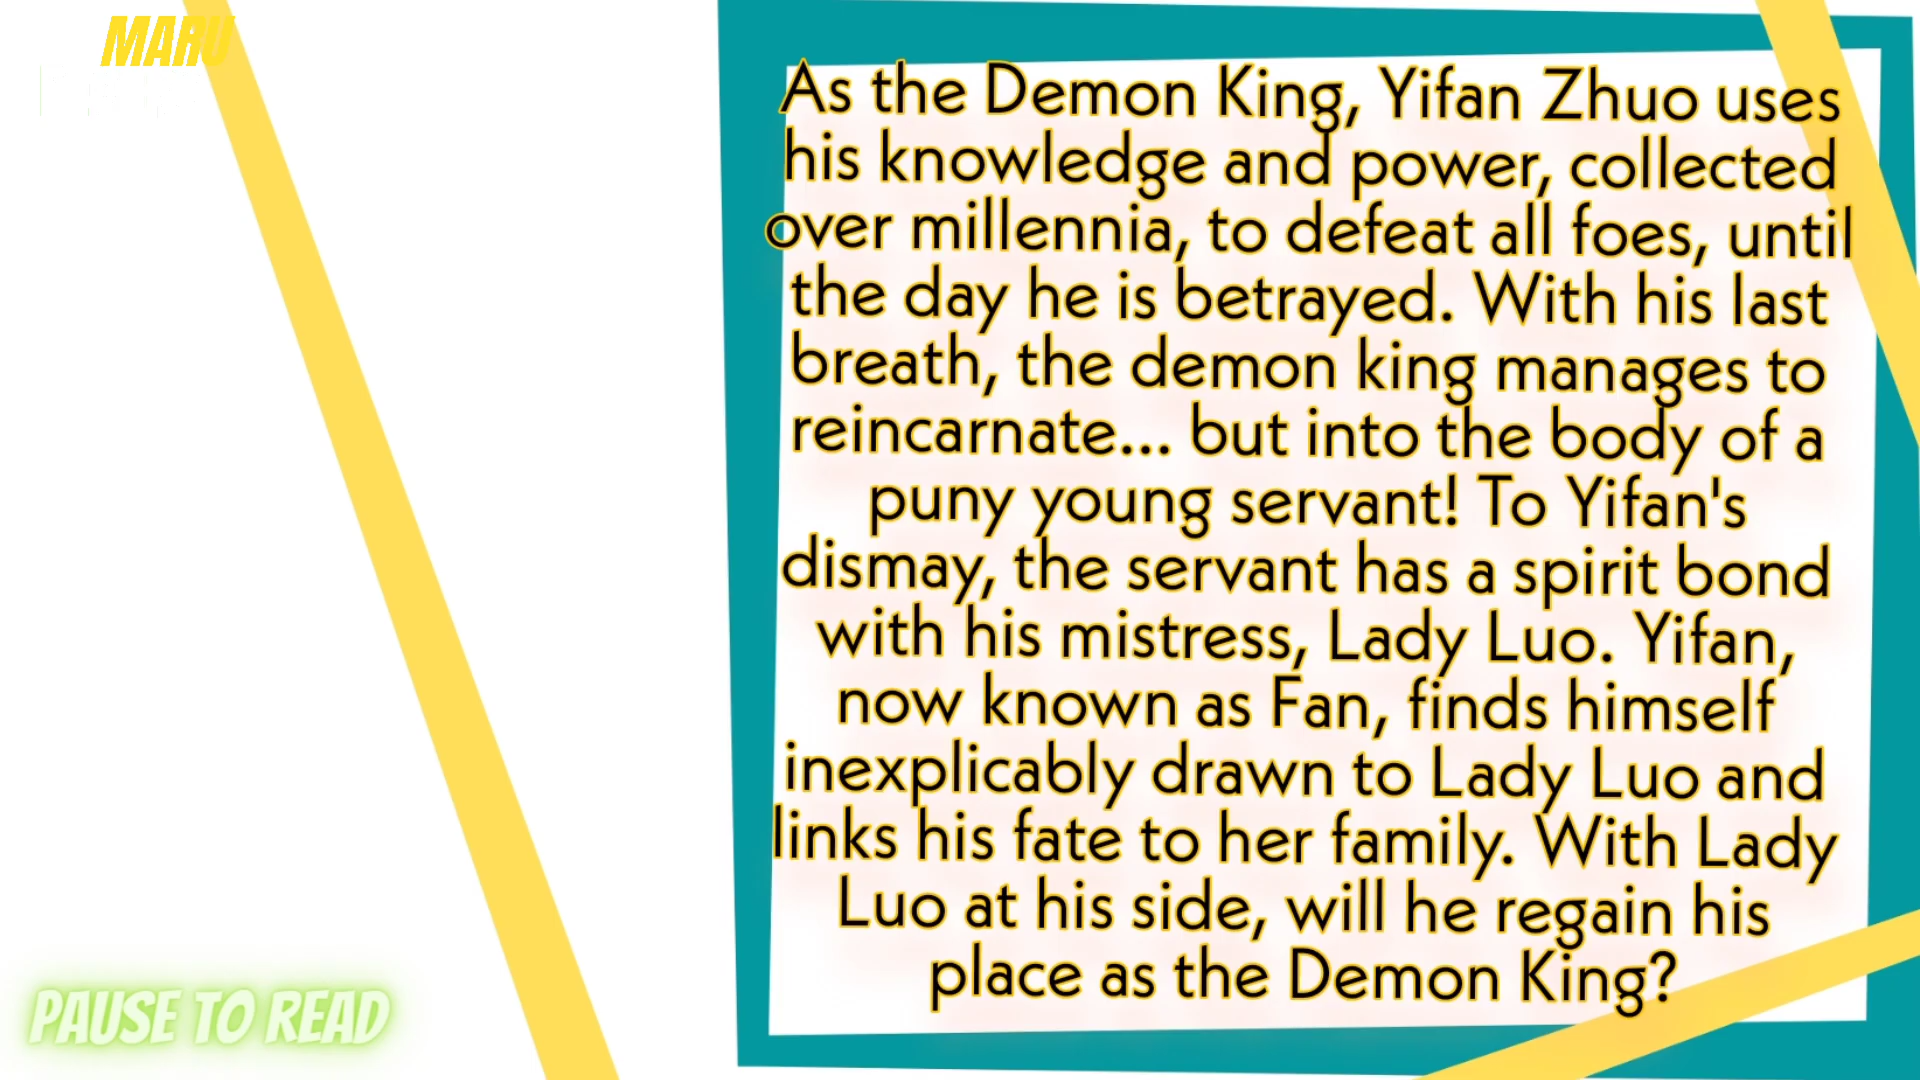 MARU
As the Demon King, Yifan Zhuo uses
his knowledge and power, collected
over millennia, to defeat all foes, until
the day he is betrayed. With his last
breath, the demon king manages to
reincarnate... but into the body of a
puny young servant! To Yifan's
dismay, the servant has a spirit bond
with his mistress, Lady Luo. Yifan,
now known as Fan, finds himself
inexplicably drawn to Lady Luo and
links his fate to her family. With Lady
Luo at his side, will he regain his
place as the Demon King?
PAUSE TO READ